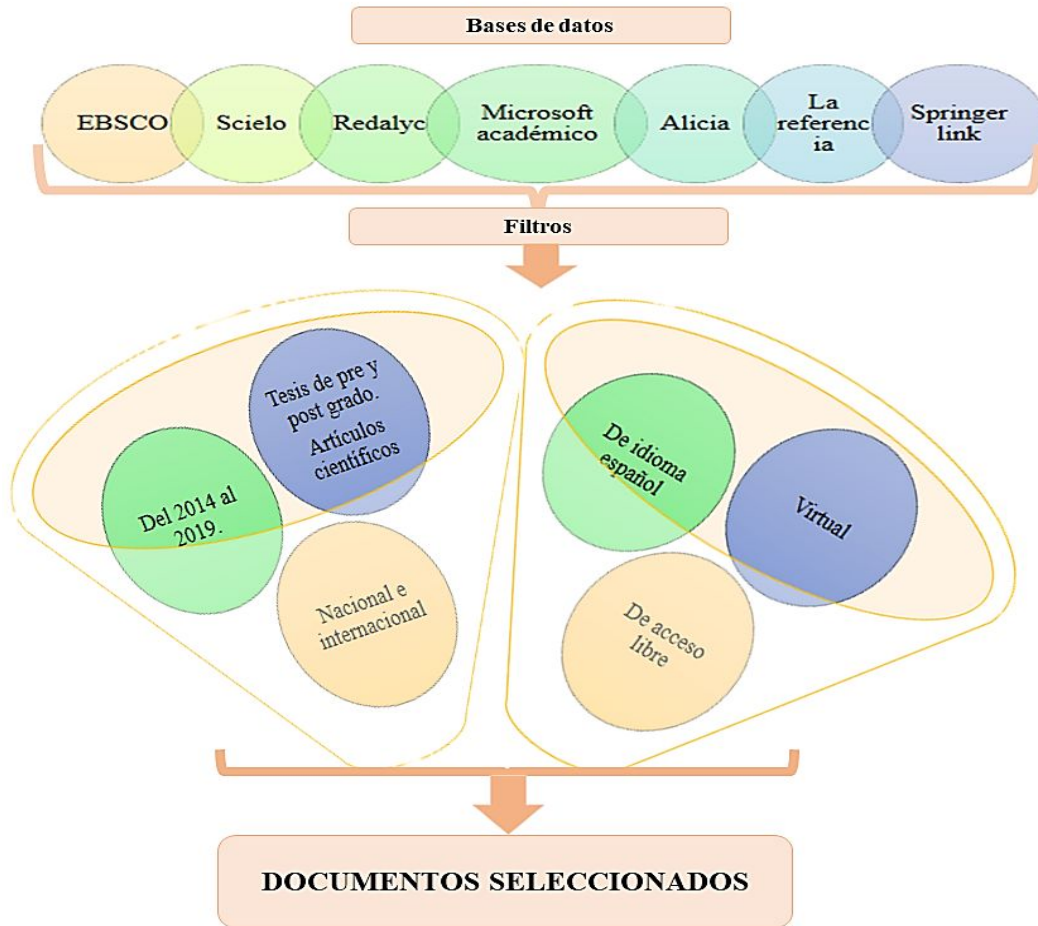 Bases de datos
EBSCO
Scielo
Redalyc
Microsoft
académico
Alicia
La
referenc
ia
Springer
link
Filtros
Tesis de pre y
post grado.
Artículos
científicos
Del 2014 al
2019.
Nacional e
internacional
De idioma
español
Virtual
De acceso
libre
DOCUMENTOS SELECCIONADOS